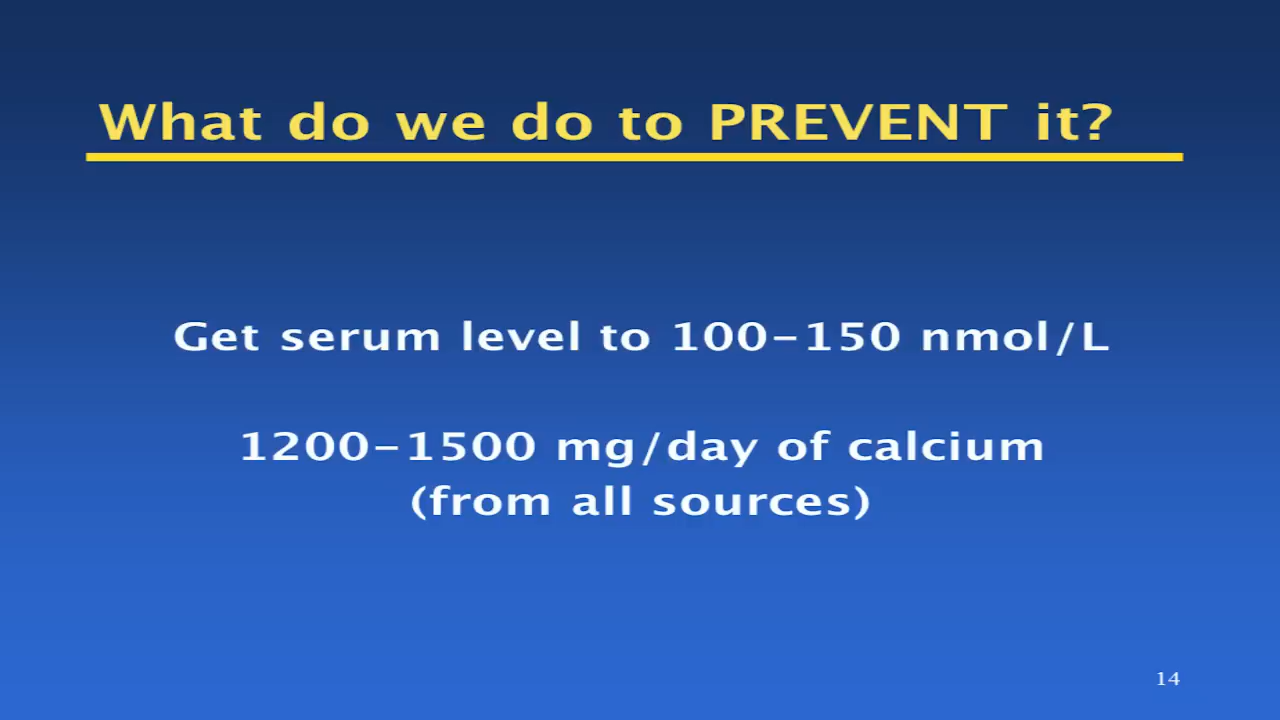 What do we do to PREVENT it?
Get serum level to 100–150 nmol/L
1200–1500 mg/day of calcium
(from all sources)
14